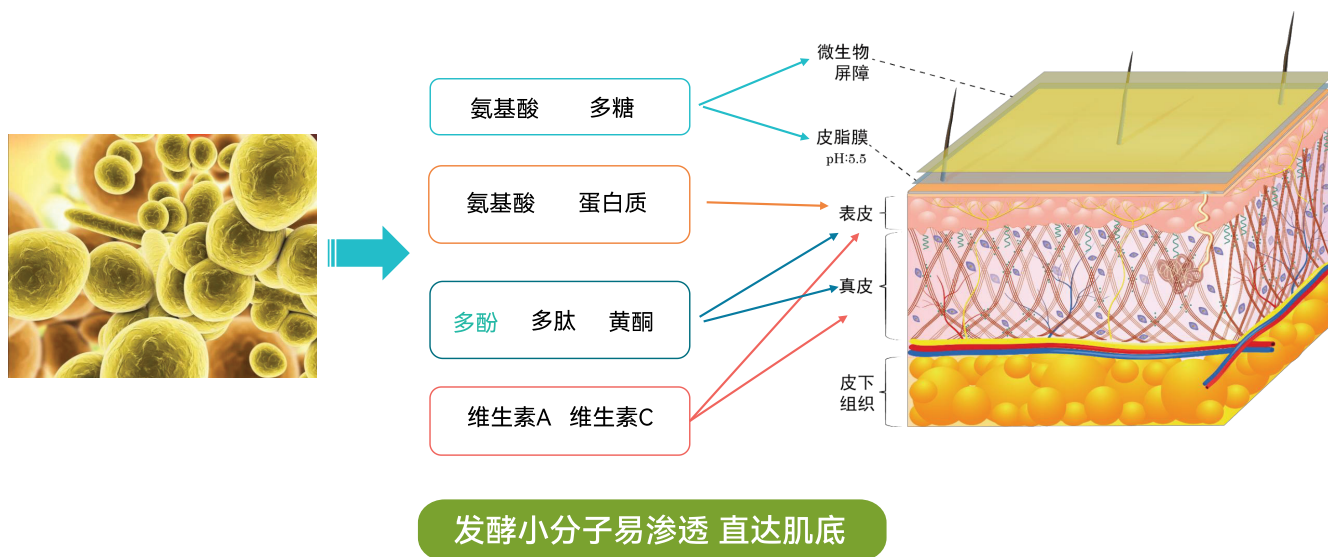 氨基酸 多糖
氨基酸 蛋白质
多酚 多肽 黄酮
维生素A 维生素C
微生物
屏障
皮脂膜
pH:5.5
表皮
真皮
皮下
组织
发酵小分子易渗透 直达肌底